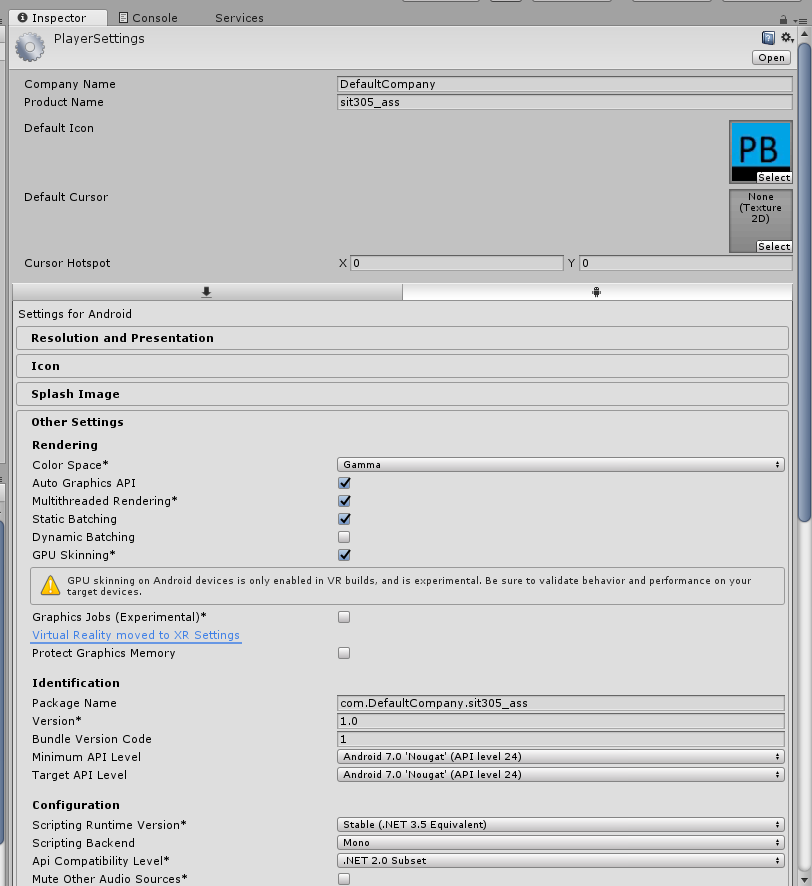 Inspector Console Services
PlayerSettings
Open
Company Name DefaultCompany
Product Name sit305_ass
Default Icon
PB
Select
Default Cursor
None
(Texture
2D)
Select
Cursor Hotspot X 0 Y 0
Settings for Android
Resolution and Presentation
Icon
Splash Image
Other Settings
Rendering
Color Space* Gamma
Auto Graphics API
Multithreaded Rendering*
Static Batching
Dynamic Batching
GPU Skinning*
GPU skinning on Android devices is only enabled in VR builds, and is experimental. Be sure to validate behavior and performance on your
target devices.
Graphics Jobs (Experimental)*
Virtual Reality moved to XR Settings
Protect Graphics Memory
Identification
Package Name com.DefaultCompany.sit305_ass
Version* 1.0
Bundle Version Code 1
Minimum API Level Android 7.0 'Nougat' (API level 24)
Target API Level Android 7.0 'Nougat' (API level 24)
Configuration
Scripting Runtime Version* Stable (.NET 3.5 Equivalent)
Scripting Backend Mono
Api Compatibility Level* .NET 2.0 Subset
Mute Other Audio Sources*